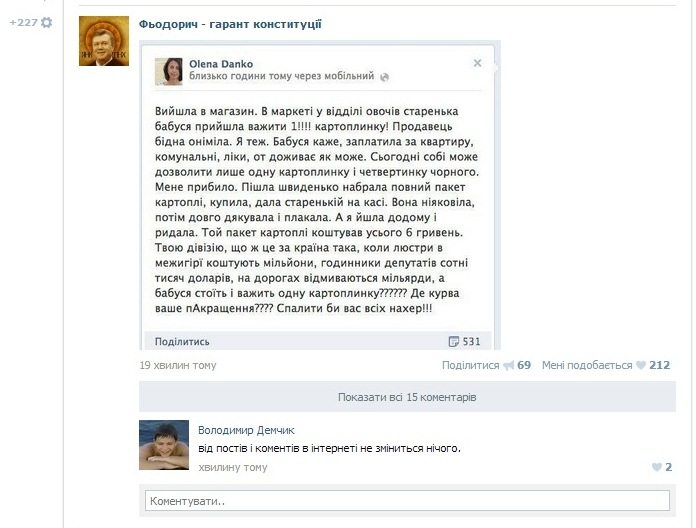 +227
Фьодорич - гарант конституції
Olena Danko
близько години тому через мобільний
Вийшла в магазин. В маркеті у відділі овочів старенька
бабуся прийшла важити 1!!!! картоплинку! Продавець
бідна оніміла. Я теж. Бабуся каже, заплатила за квартиру,
комунальні, ліки, от доживає як може. Сьогодні собі може
дозволити лише одну картоплинку і четвертинку чорного.
Мене прибило. Пішла швиденько набрала повний пакет
картоплі, купила, дала старенькій на касі. Вона ніяковіла,
потім довго дякувала і плакала. А я йшла додому і
ридала. Той пакет картоплі коштував усього 6 гривень.
Твою дівізію, що ж це за країна така, коли люстри в
межигірї коштують мільйони, годинники депутатів сотні
тисяч доларів, на дорогах відмиваються мільярди, а
бабуся стоїть і важить одну картоплинку?????? Де курва
ваше пАкращення???? Спалити би вас всіх нахер!!!
Поділитись 531
19 хвилин тому Поділитися 69 Мені подобається 212
Показати всі 15 коментарів
Володимир Демчик
від постів і коментів в інтернеті не зміниться нічого.
хвилину тому 2
Коментувати..